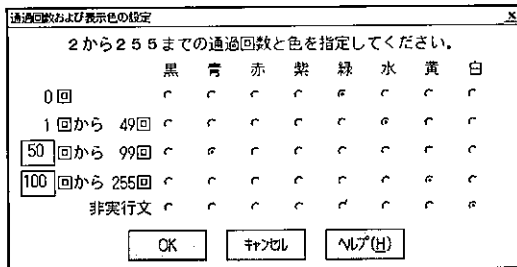 通過回数および表示色の設定
2から255までの通過回数と色を指定してください。
黒 青 赤 紫 緑 水 黄 白
0回
1回から 49回
50 回から 99回
100 回から 255回
非実行文
OK キャンセル ヘルプ(H)